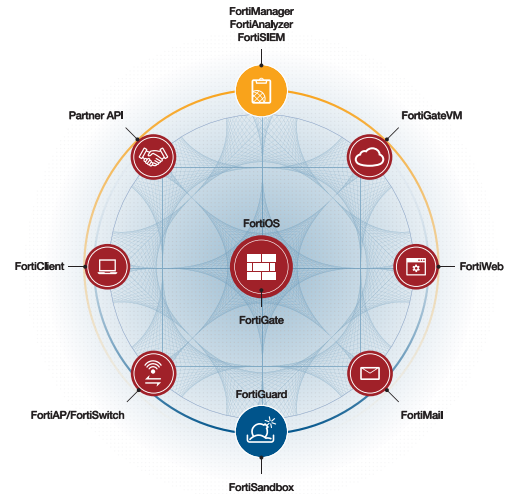 FortiManager
FortiAnalyzer
FortiSIEM
Partner API
FortiGateVM
FortiOS
FortiClient
FortiWeb
FortiGate
FortiGuard
FortiAP/FortiSwitch
FortiMail
FortiSandbox